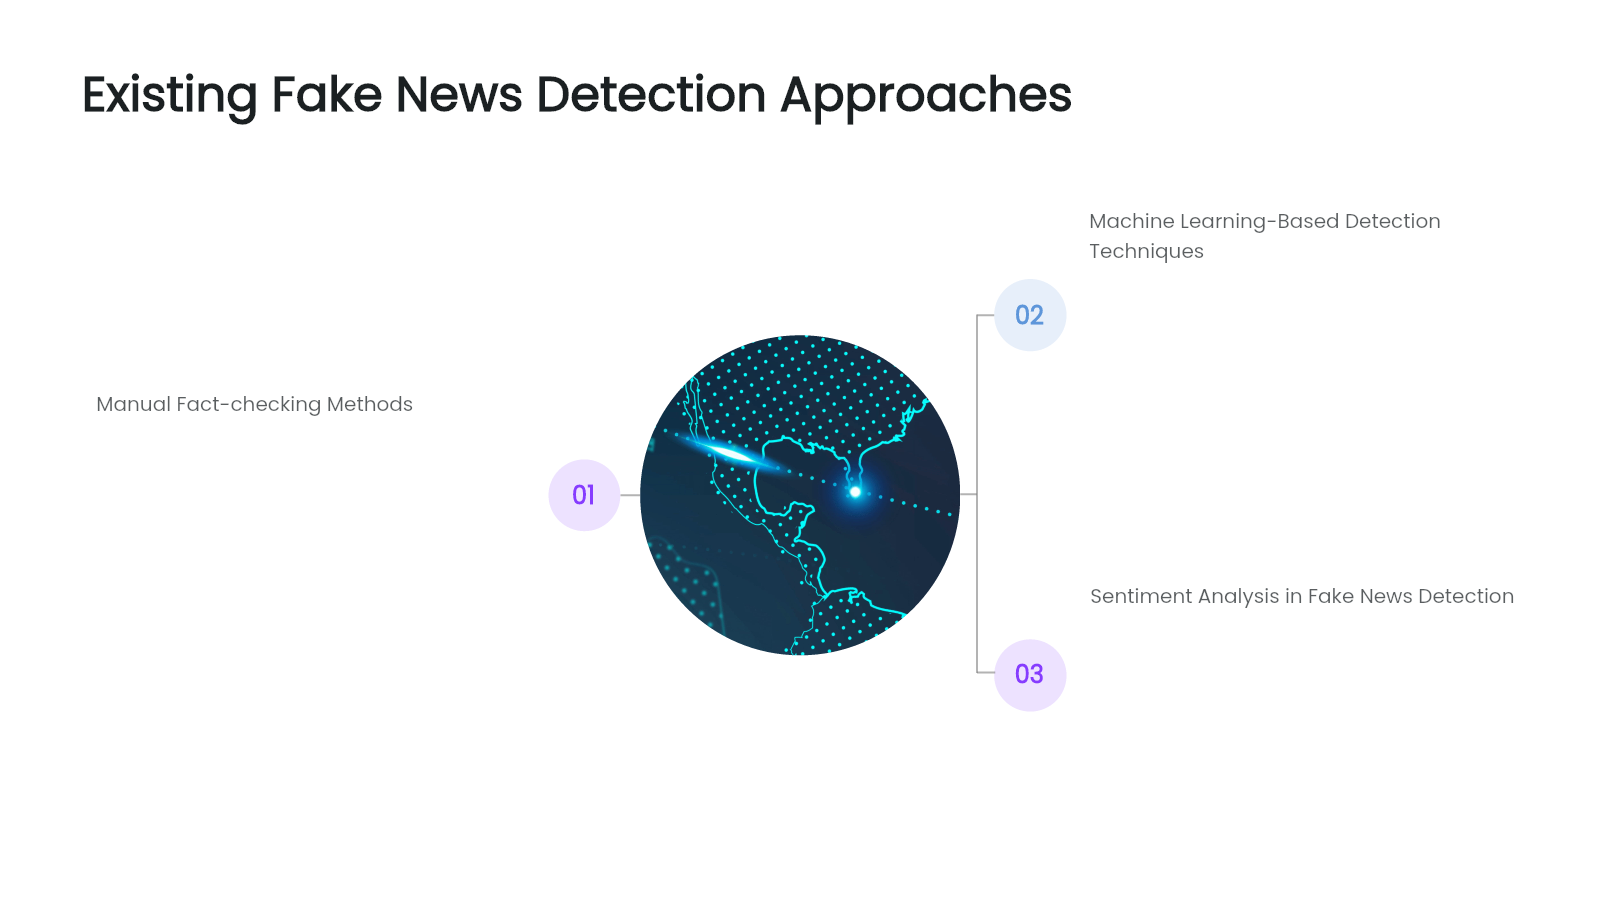 Existing Fake News Detection Approaches
Manual Fact-checking Methods
01
Machine Learning-Based Detection
Techniques
02
Sentiment Analysis in Fake News Detection
03